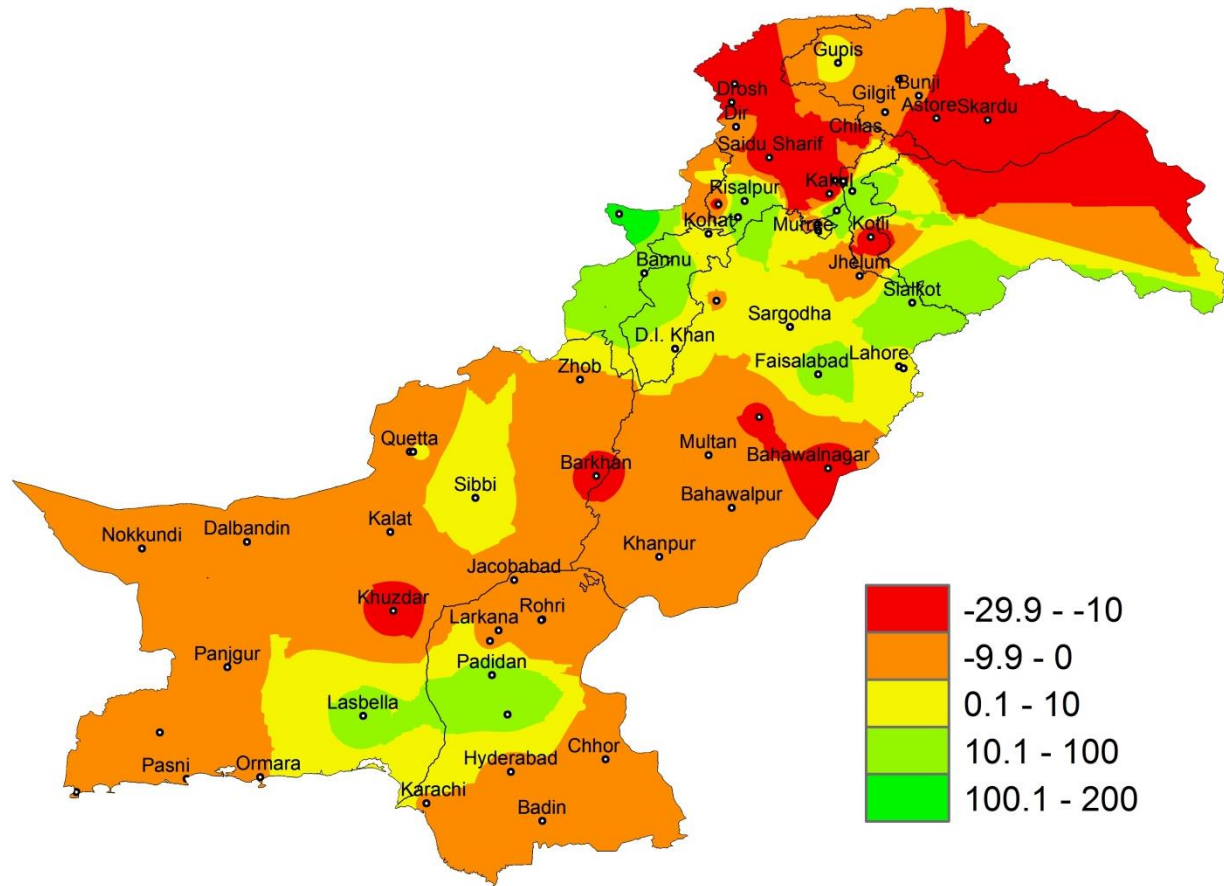 Gupis
Drosh
Bunji
Gilgit
Astore
Skardu
Dir
Chilas
Saidu Sharif
Kakul
Risalpur
Kohat
Murree
Kotli
Bannu
Jhelum
Sialkot
Sargodha
D.I. Khan
Lahore
Faisalabad
Zhob
Quetta
Multan
Barkhan
Bahawalnagar
Sibbi
Bahawalpur
Nokkundi
Dalbandin
Kalat
Khanpur
Jacobabad
Khuzdar
Rohri
Larkana
Panjgur
Padidan
Lasbella
Chhor
Hyderabad
Pasni
Ormara
Karachi
Badin
-29.9 - -10
-9.9 - 0
0.1 - 10
10.1 - 100
100.1 - 200